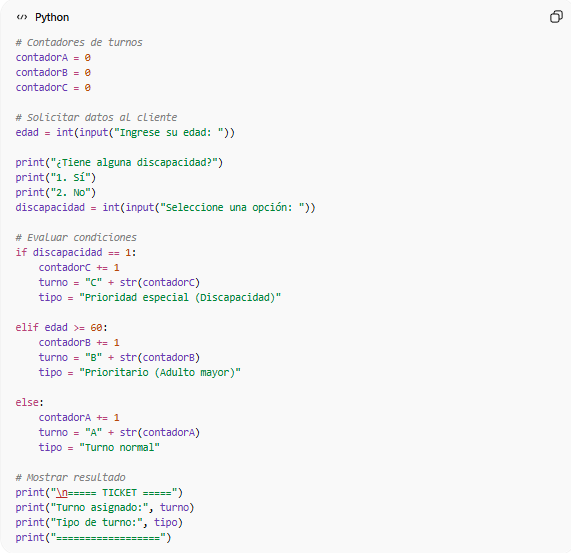 Python
# Contadores de turnos
contadorA = 0
contadorB = 0
contadorC = 0
# Solicitar datos al cliente
edad = int(input("Ingrese su edad: "))
print("¿Tiene alguna discapacidad?")
print("1. Sí")
print("2. No")
discapacidad = int(input("Seleccione una opción: "))
# Evaluar condiciones
if discapacidad == 1:
    contadorC += 1
    turno = "C" + str(contadorC)
    tipo = "Prioridad especial (Discapacidad)"
elif edad >= 60:
    contadorB += 1
    turno = "B" + str(contadorB)
    tipo = "Prioritario (Adulto mayor)"
else:
    contadorA += 1
    turno = "A" + str(contadorA)
    tipo = "Turno normal"
# Mostrar resultado
print("\n===== TICKET =====")
print("Turno asignado:", turno)
print("Tipo de turno:", tipo)
print("==================")